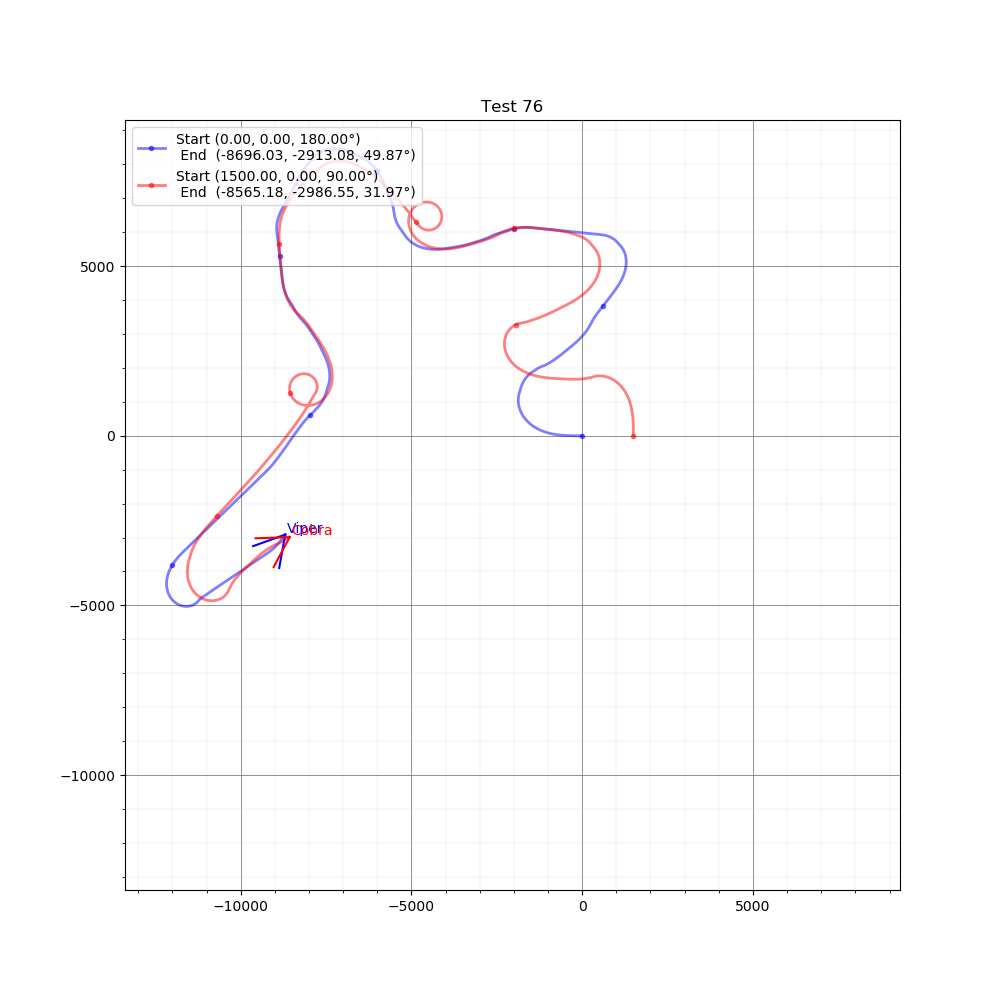 Test 76
Start (0.00, 0.00, 180.00°)
End  (-8696.03, -2913.08, 49.87°)
Start (1500.00, 0.00, 90.00°)
End  (-8565.18, -2986.55, 31.97°)
5000
0
−5000
−10000
Viper
Cobra
−10000
−5000
0
5000